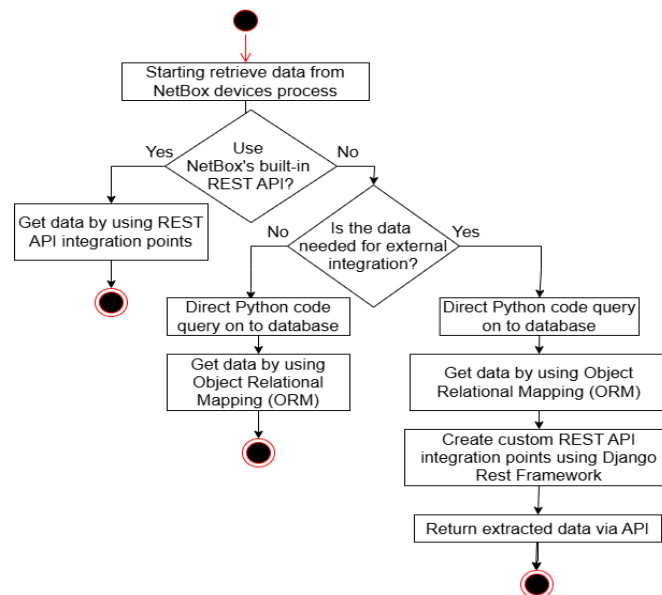 Starting retrieve data from
NetBox devices process
Yes
Use
NetBox's built-in
REST API?
No
Get data by using REST
API integration points
No
Is the data
needed for external
integration?
Yes
Direct Python code
query on to database
Direct Python code query
on to database
Get data by using
Object Relational
Mapping (ORM)
Get data by using Object
Relational Mapping (ORM)
Create custom REST API
integration points using Django
Rest Framework
Return extracted data via API